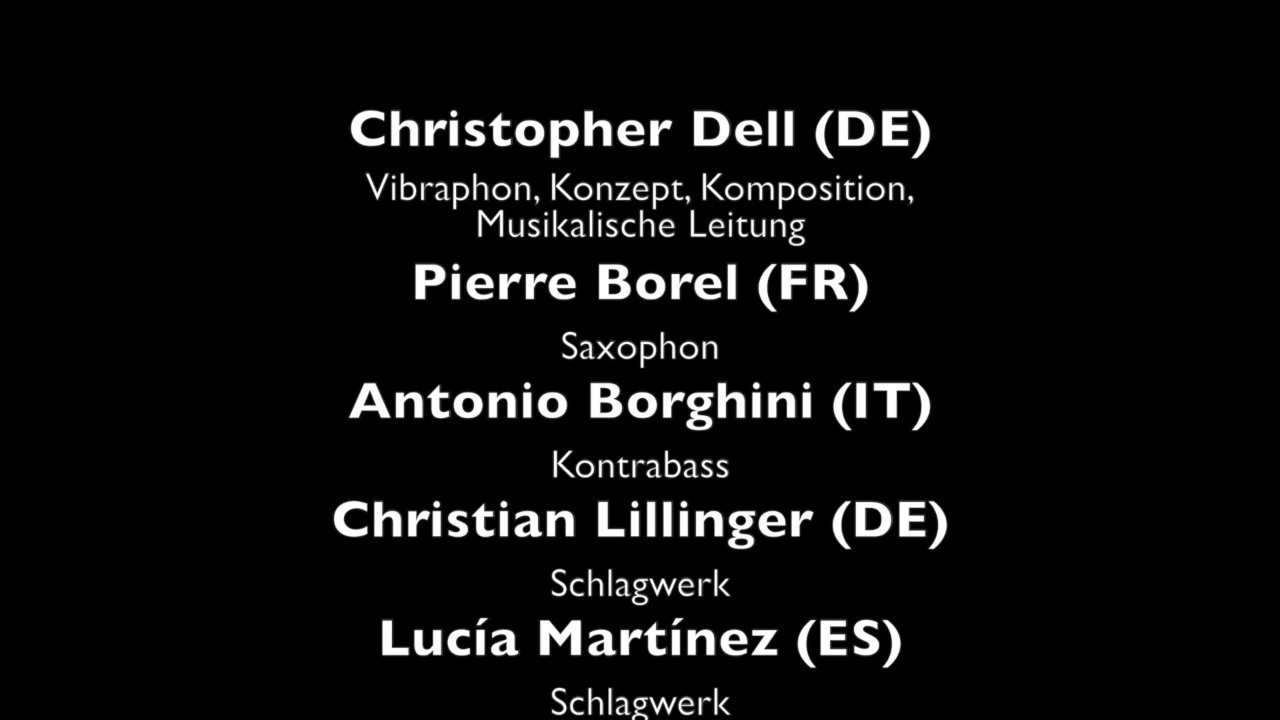 Christopher Dell (DE)
Vibraphon, Konzept, Komposition,
Musikalische Leitung
Pierre Borel (FR)
Saxophon
Antonio Borghini (IT)
Kontrabass
Christian Lillinger (DE)
Schlagwerk
Lucía Martínez (ES)
Schlagwerk